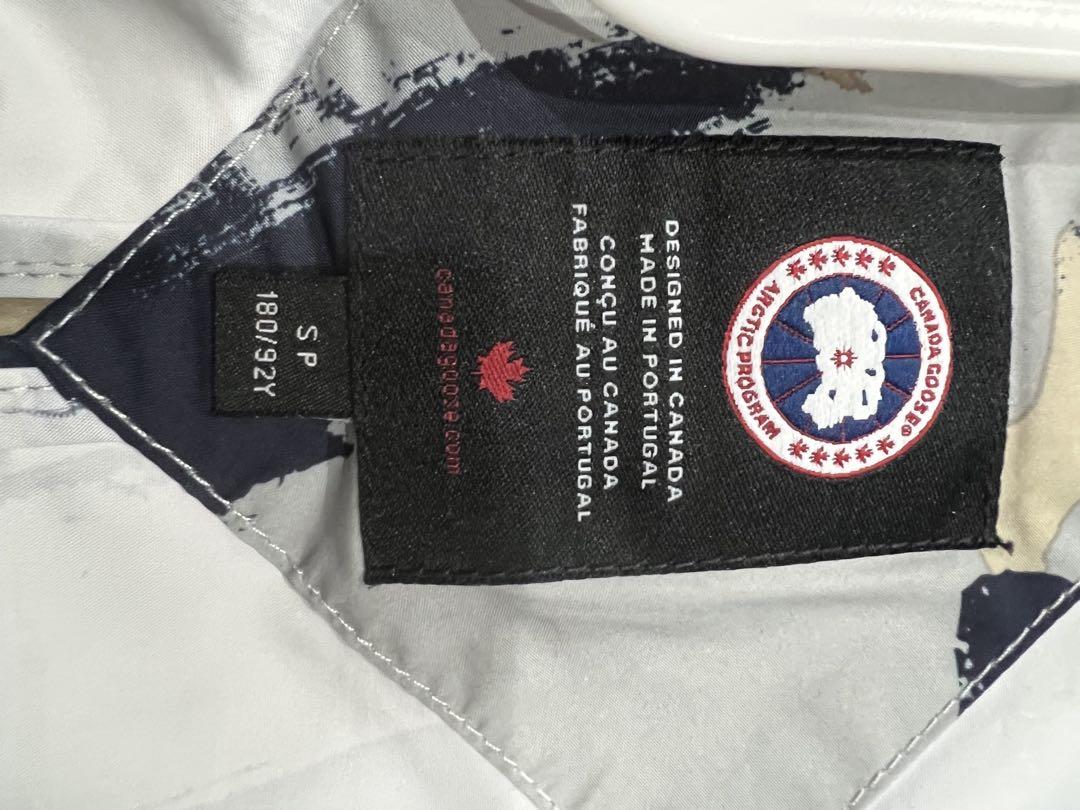 CANADA GOOSE®
ARCTIC PROGRAM
DESIGNED IN CANADA
MADE IN PORTUGAL
CONÇU AU CANADA
FABRIQUÉ AU PORTUGAL
canadagoose.com
S P
180/92Y